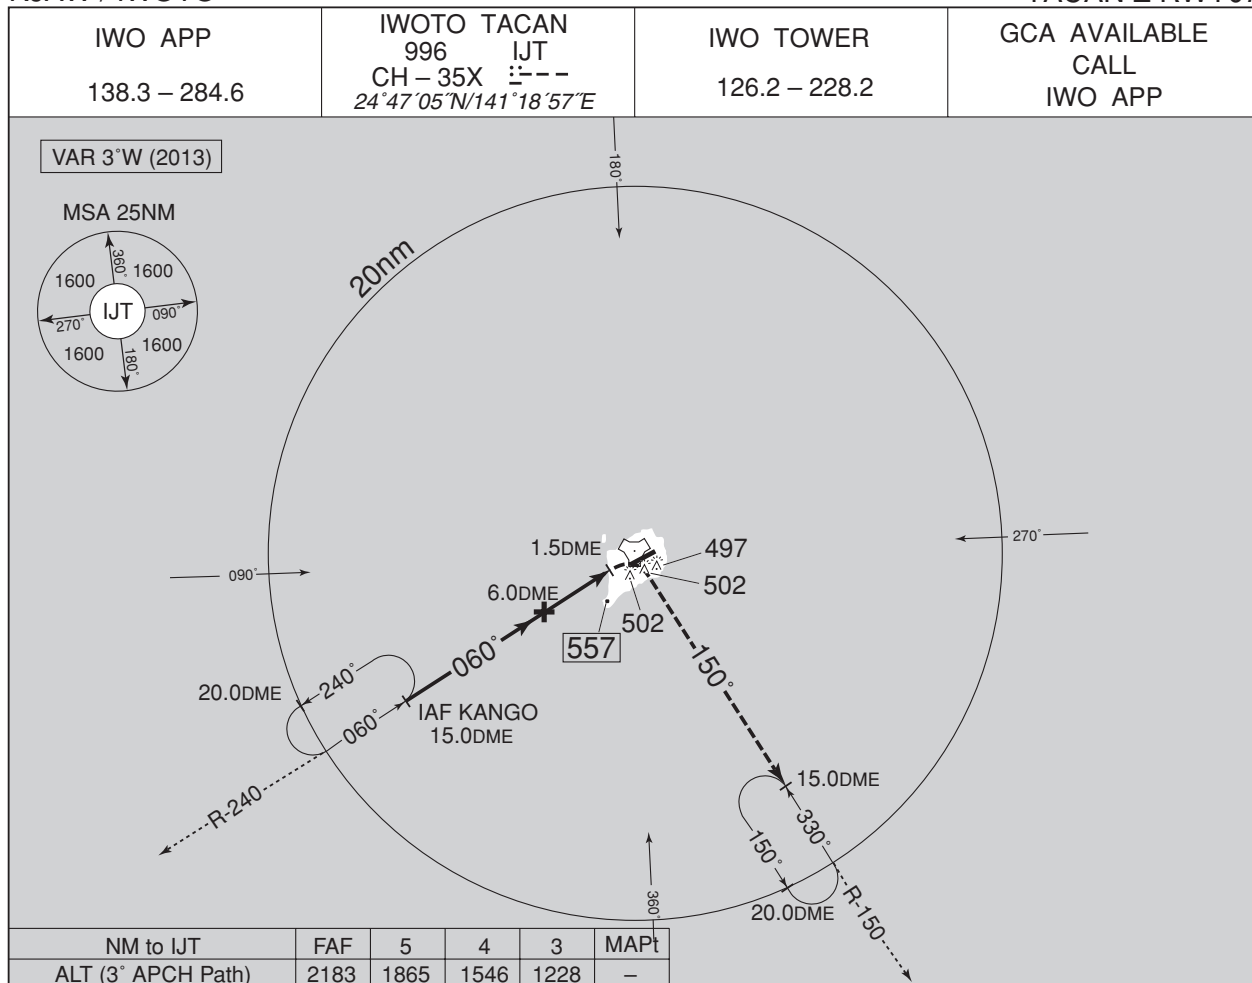 IWO APP
138.3 – 284.6
IWOTO TACAN
996 IJT
CH – 35X
24°47′05″N/141°18′57″E
IWO TOWER
126.2 – 228.2
GCA AVAILABLE
CALL
IWO APP
VAR 3°W (2013)
MSA 25NM
360°
1600
1600
IJT
270°
090°
1600
1600
180°
180°
20nm
270°
090°
1.5DME
497
502
6.0DME
502
557
060°
150°
240°
20.0DME
060°
IAF KANGO
15.0DME
R-240
15.0DME
330°
150°
360°
20.0DME
R-150
NM to IJT FAF 5 4 3 MAPt
ALT (3° APCH Path) 2183 1865 1546 1228 –